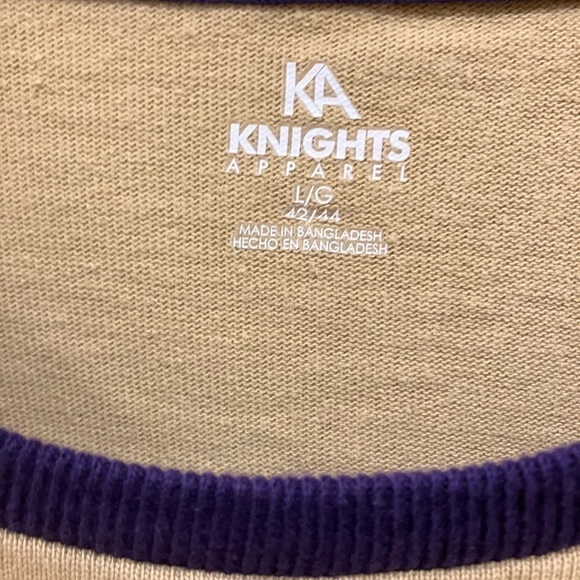 KA
KNIGHTS
APPAREL
L/G
42/44
MADE IN BANGLADESH
HECHO EN BANGLADESH